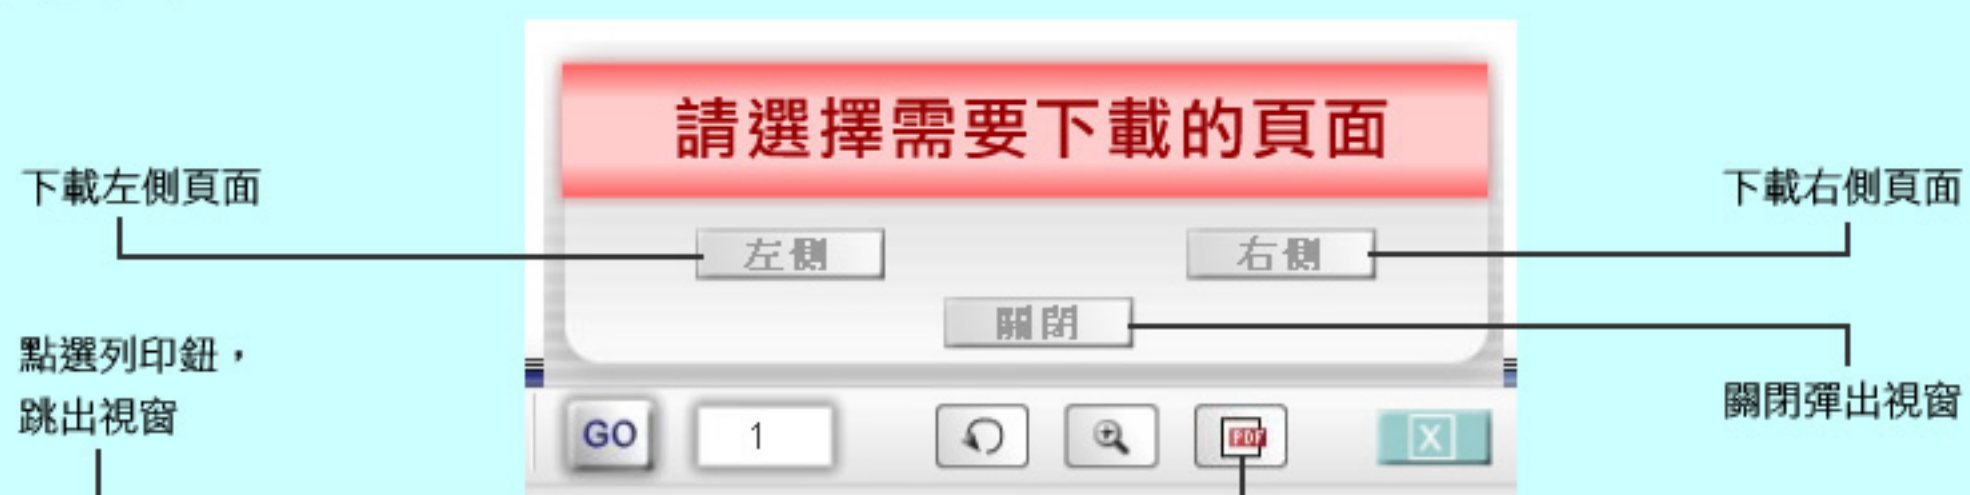 請選擇需要下載的頁面
下載左側頁面
下載右側頁面
左側
右側
關閉
點選列印鈕，
跳出視窗
關閉彈出視窗
GO
1
PDF
X